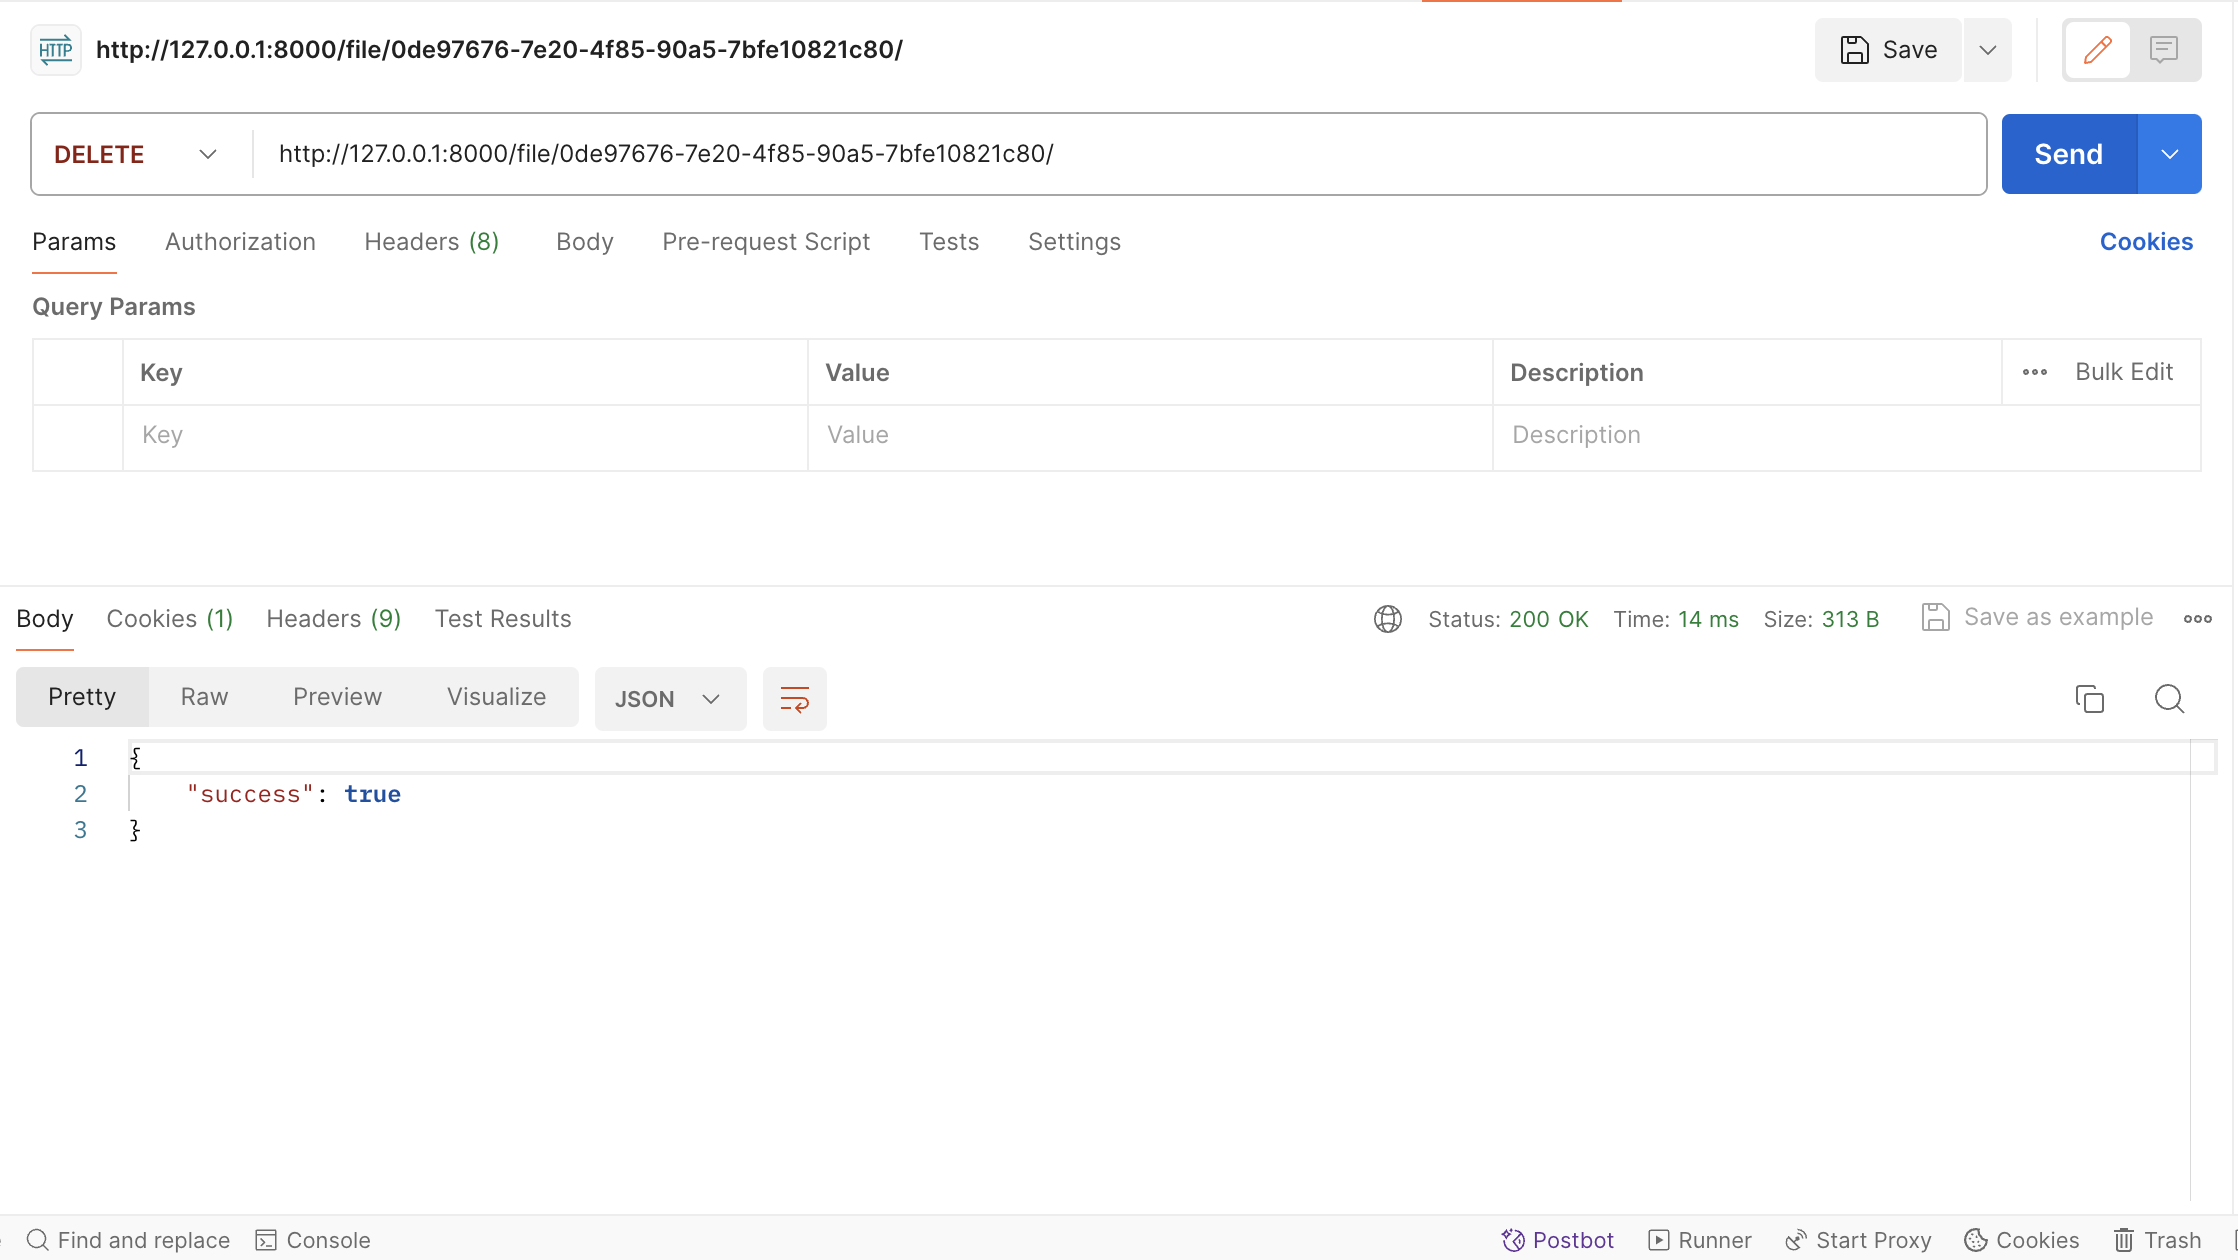 HTTP http://127.0.0.1:8000/file/0de97676-7e20-4f85-90a5-7bfe10821c80/ Save
DELETE http://127.0.0.1:8000/file/0de97676-7e20-4f85-90a5-7bfe10821c80/ Send
Params Authorization Headers (8) Body Pre-request Script Tests Settings Cookies
Query Params
Key Value Description Bulk Edit
Key Value Description
Body Cookies (1) Headers (9) Test Results Status: 200 OK Time: 14 ms Size: 313 B Save as example
Pretty Raw Preview Visualize JSON
1 {
2 "success": true
3 }
Find and replace Console Postbot Runner Start Proxy Cookies Trash